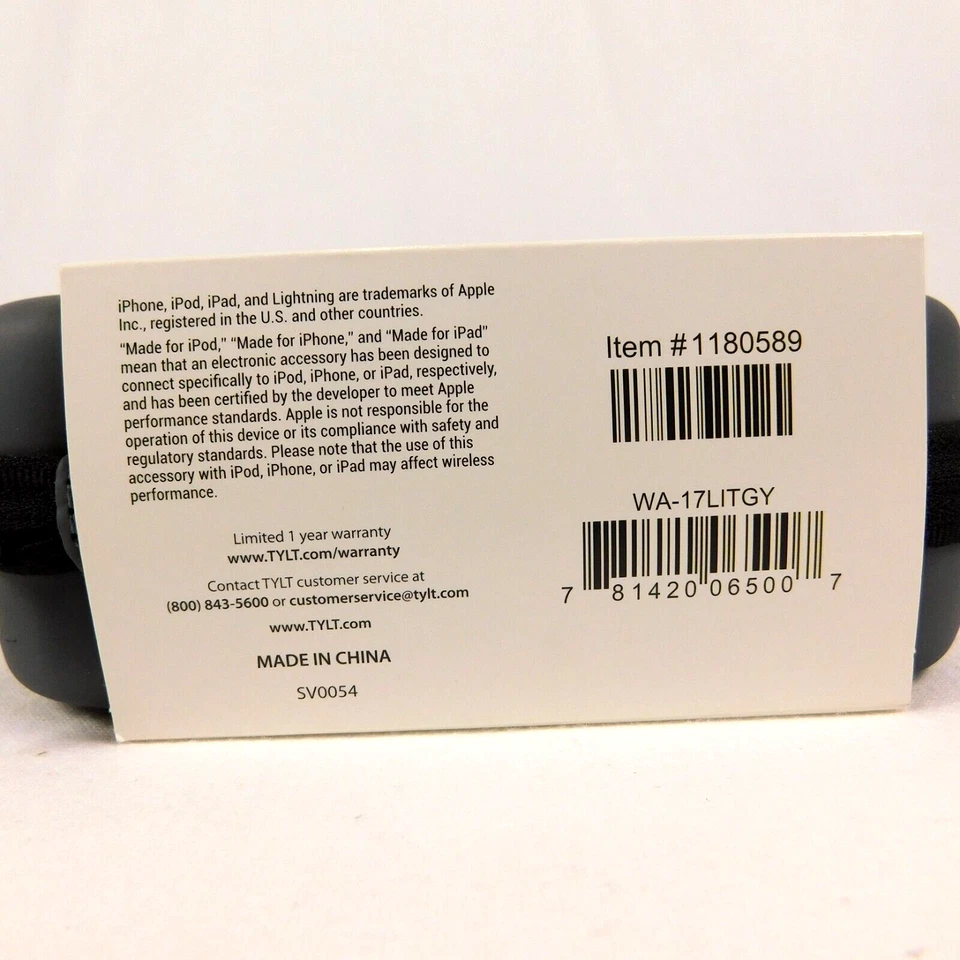 iPhone, iPod, iPad, and Lightning are trademarks of Apple
Inc., registered in the U.S. and other countries.
“Made for iPod,” “Made for iPhone,” and “Made for iPad”
mean that an electronic accessory has been designed to
connect specifically to iPod, iPhone, or iPad, respectively,
and has been certified by the developer to meet Apple
performance standards. Apple is not responsible for the
operation of this device or its compliance with safety and
regulatory standards. Please note that the use of this
accessory with iPod, iPhone, or iPad may affect wireless
performance.
Limited 1 year warranty
www.TYLT.com/warranty
Contact TYLT customer service at
(800) 843-5600 or customerservice@tylt.com
www.TYLT.com
MADE IN CHINA
SV0054
Item #1180589
WA-17LITGY
7 81420 06500 7